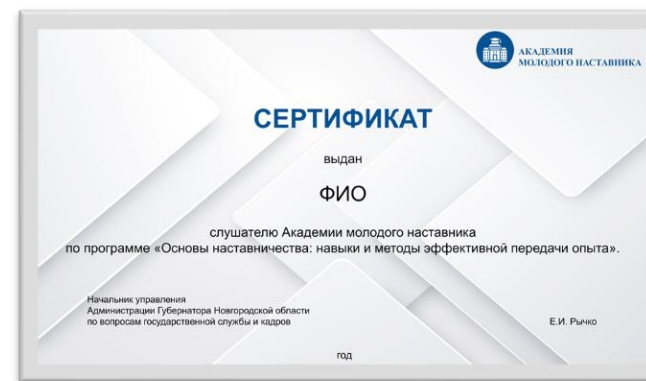 АКАДЕМИЯ
МОЛОДОГО НАСТАВНИКА
СЕРТИФИКАТ
выдан
ФИО
слушателю Академии молодого наставника
по программе «Основы наставничества: навыки и методы эффективной передачи опыта».
Начальник управления
Администрации Губернатора Новгородской области
по вопросам государственной службы и кадров
Е.И. Рычко
год